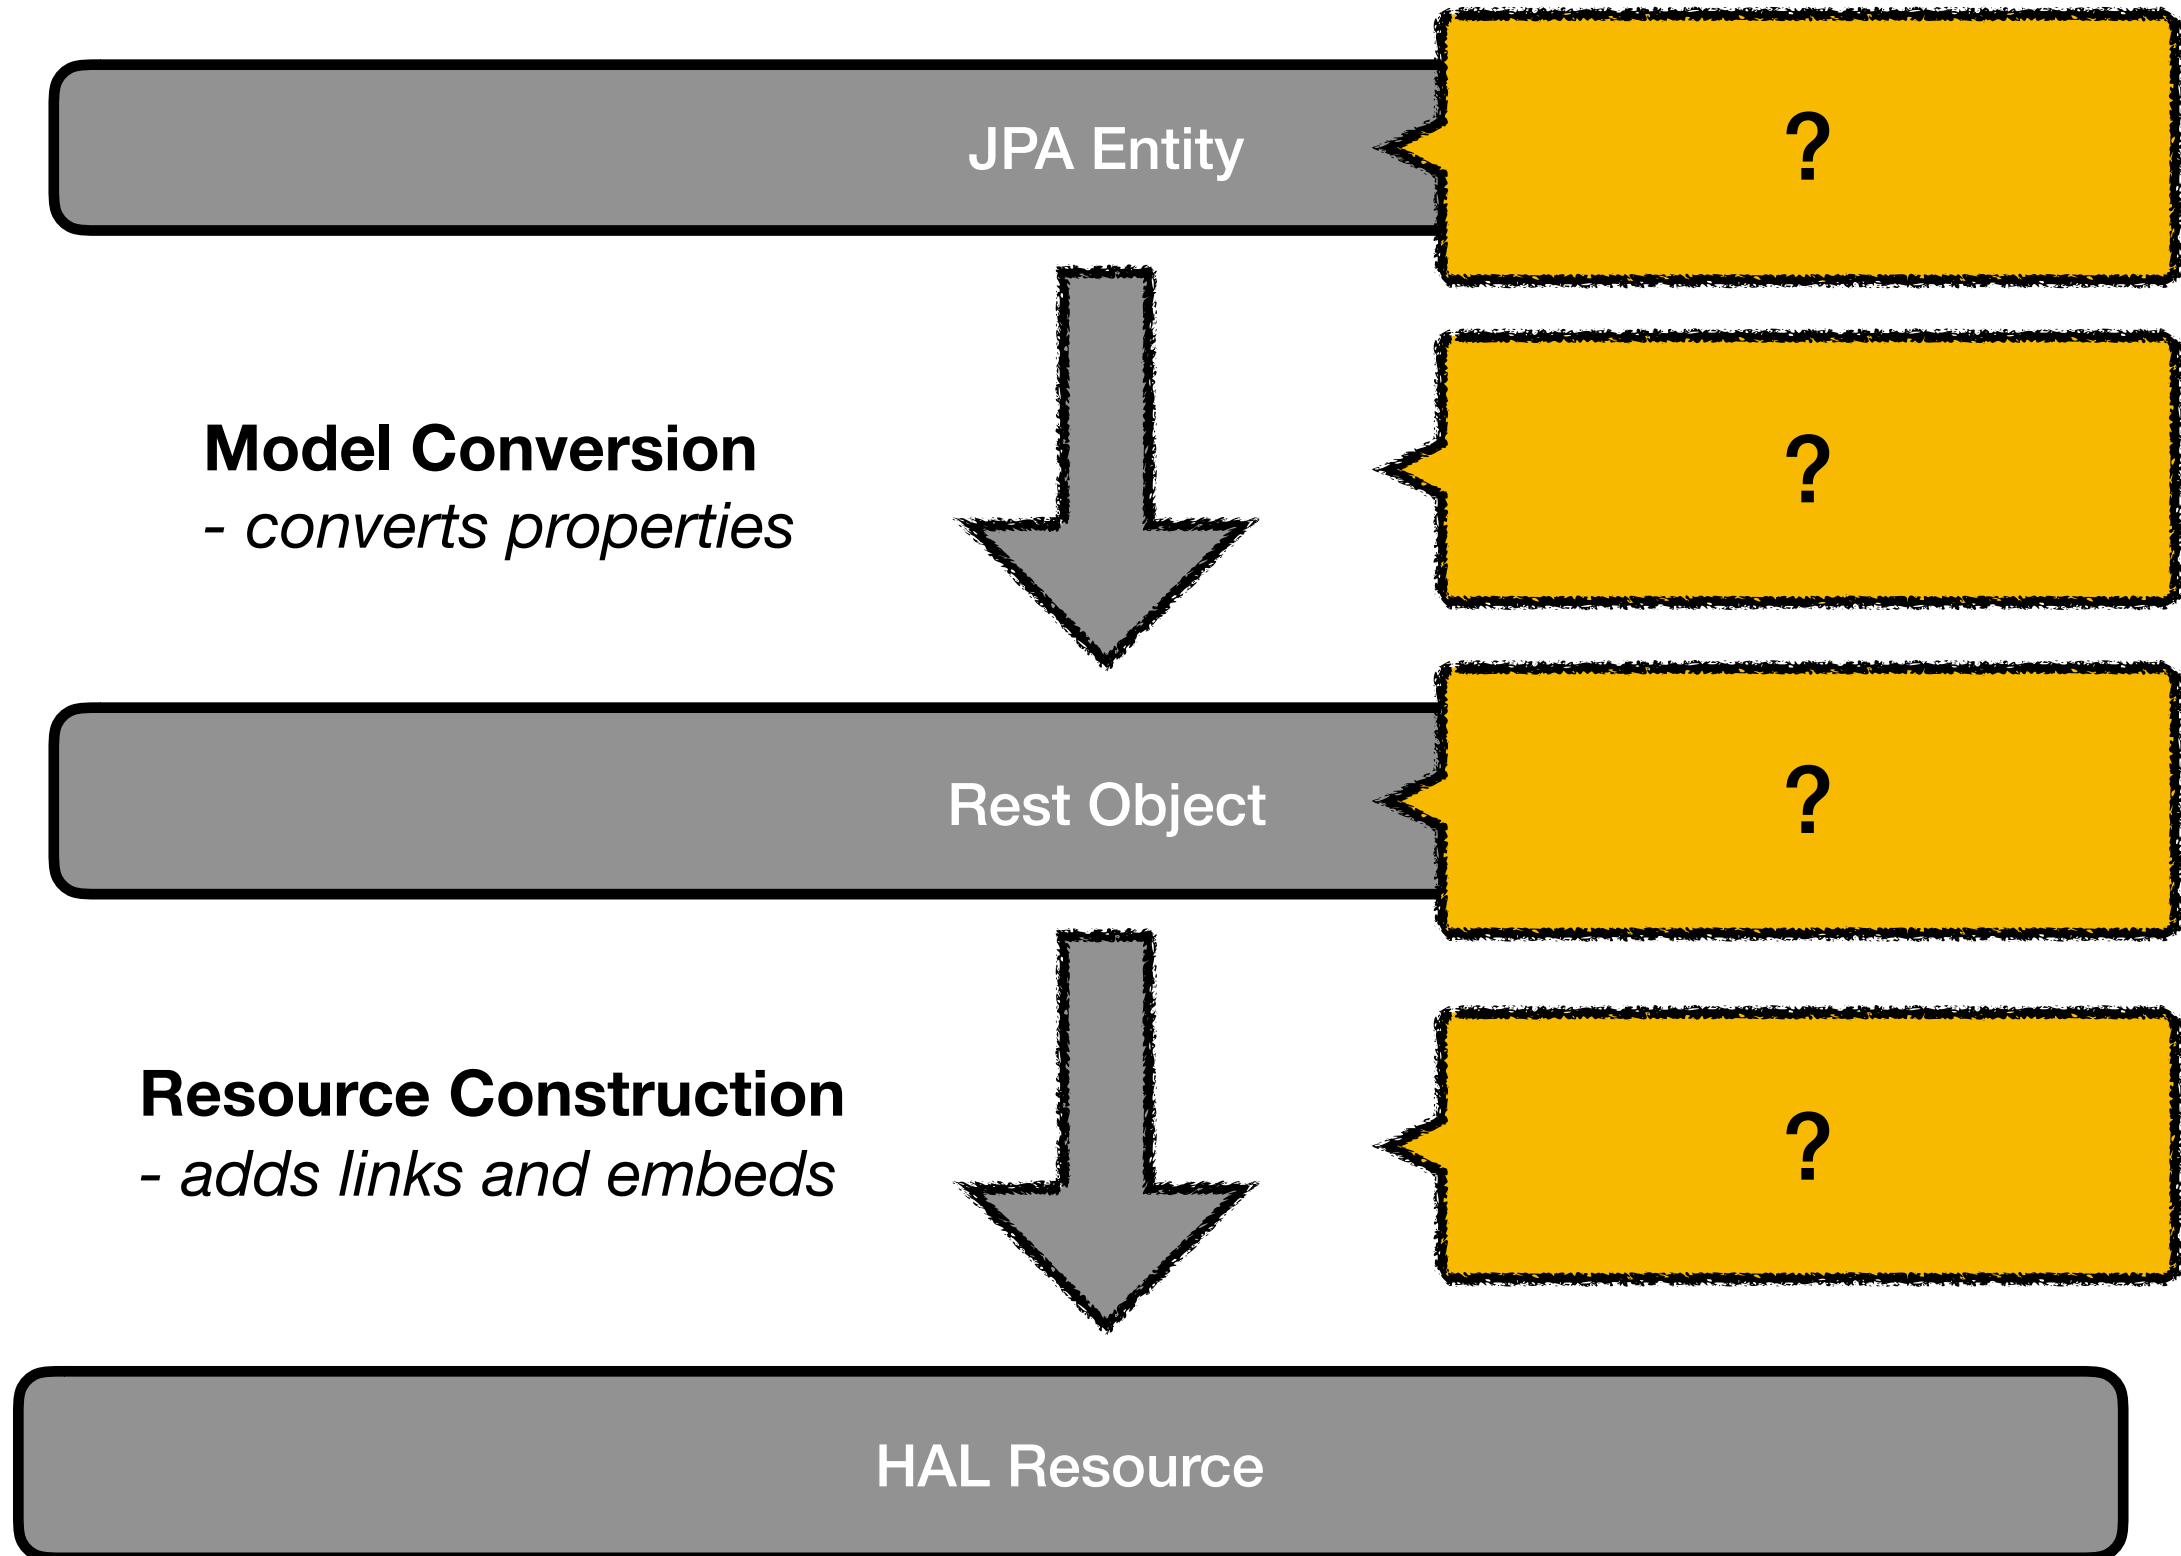 JPA Entity
?
Model Conversion
- converts properties
?
Rest Object
?
Resource Construction
- adds links and embeds
?
HAL Resource